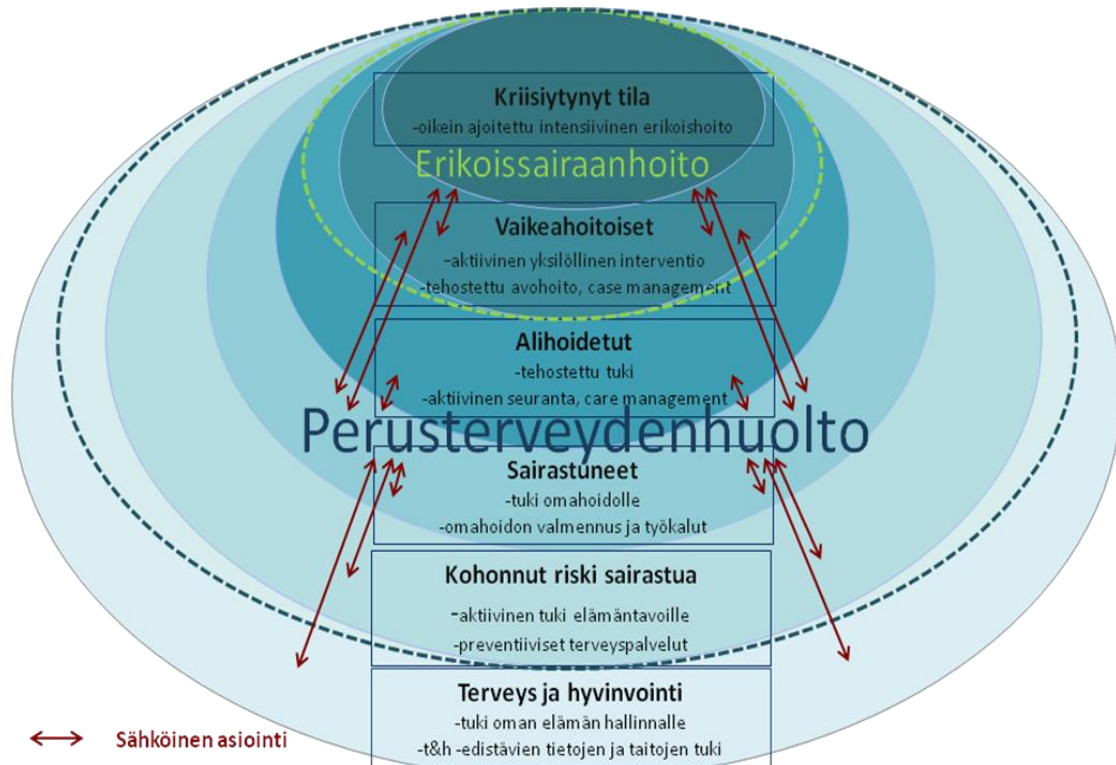 Kriisiytynyt tila
-oikein ajoitettu intensiivinen erikoishoito
Erikoissairaanhoito
Vaikeahoitoiset
-aktiivinen yksilöllinen interventio
-tehostettu avohoito, case management
Alihoidetut
-tehostettu tuki
-aktiivinen seuranta, care management
Perusterveydenhuolto
Sairastuneet
-tuki omahoidolle
-omahoidon valmennus ja työkalut
Kohonnut riski sairastua
-aktiivinen tuki elämäntavoille
-preventiiviset terveyspalvelut
Terveys ja hyvinvointi
-tuki oman elämän hallinnalle
-t&h -edistävien tietojen ja taitojen tuki
Sähköinen asiointi